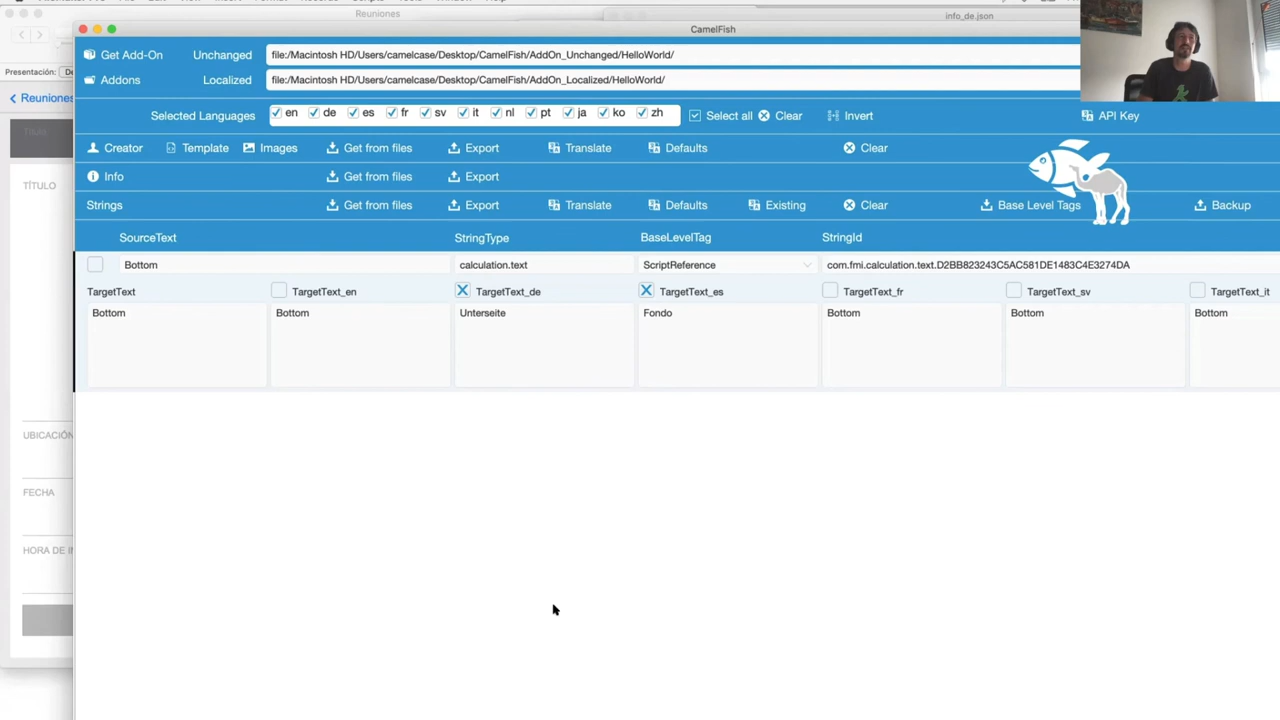 Reuniones
info_de.json
CamelFish
Get Add-On Unchanged file:/Macintosh HD/Users/camelcase/Desktop/CamelFish/AddOn_Unchanged/HelloWorld/
Presentación: De
Addons Localized file:/Macintosh HD/Users/camelcase/Desktop/CamelFish/AddOn_Localized/HelloWorld/
Reuniones
Selected Languages en de es fr sv it nl pt ja ko zh Select all Clear Invert API Key
Creator Template Images Get from files Export Translate Defaults Clear
Info Get from files Export
TÍTULO
Strings Get from files Export Translate Defaults Existing Clear Base Level Tags Backup
SourceText StringType BaseLevelTag StringId
Bottom calculation.text ScriptReference com.fmi.calculation.text.D2BB823243C5AC581DE1483C4E3274DA
TargetText TargetText_en TargetText_de TargetText_es TargetText_fr TargetText_sv TargetText_it
Bottom Bottom Unterseite Fondo Bottom Bottom Bottom
UBICACIÓN
FECHA
HORA DE IN